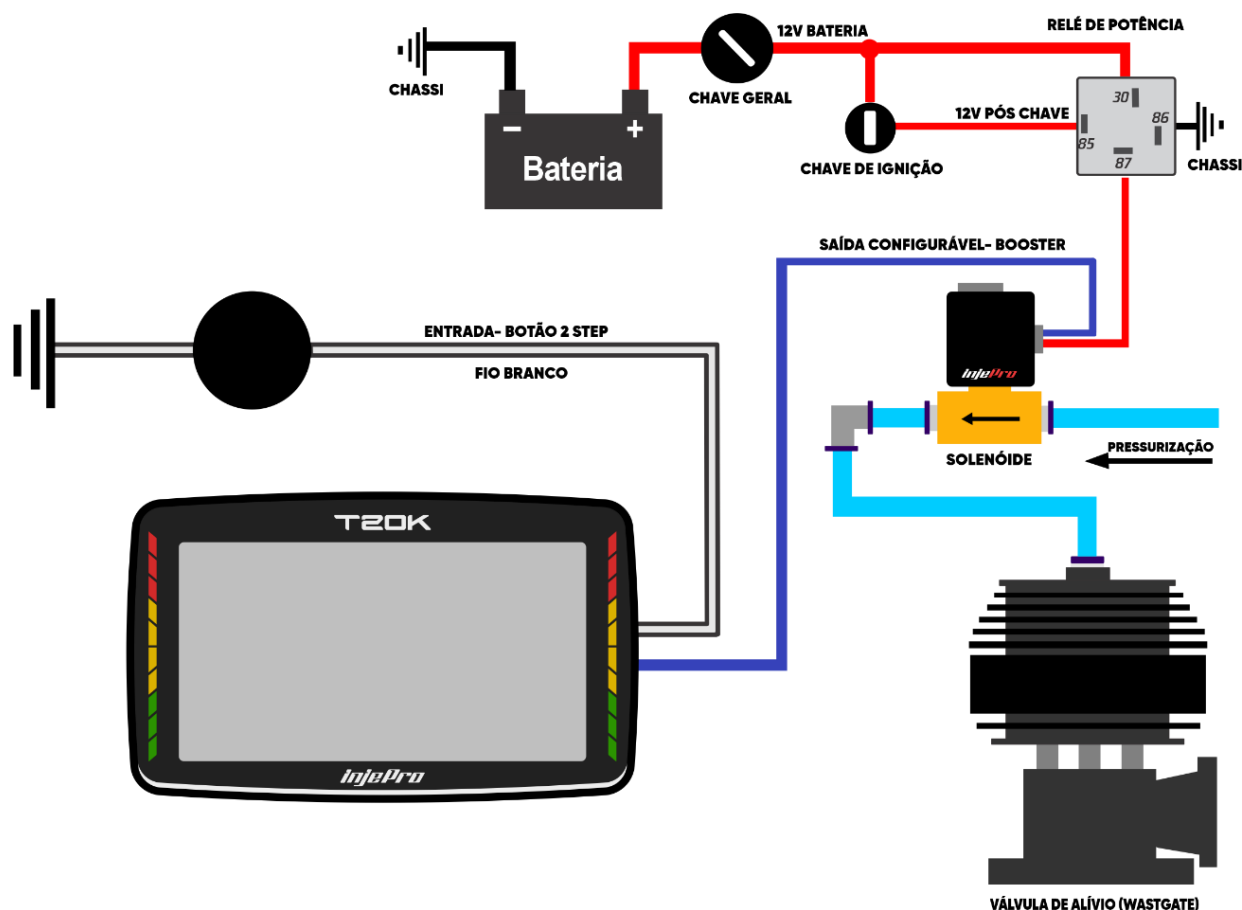 12V BATERIA
RELÉ DE POTÊNCIA
CHASSI
CHAVE GERAL
30
12V PÓS CHAVE
86
85
87
CHASSI
− +
Bateria
CHAVE DE IGNIÇÃO
SAÍDA CONFIGURÁVEL- BOOSTER
ENTRADA- BOTÃO 2 STEP
FIO BRANCO
InjePro
PRESSURIZAÇÃO
SOLENÓIDE
T20K
InjePro
VÁLVULA DE ALÍVIO (WASTGATE)